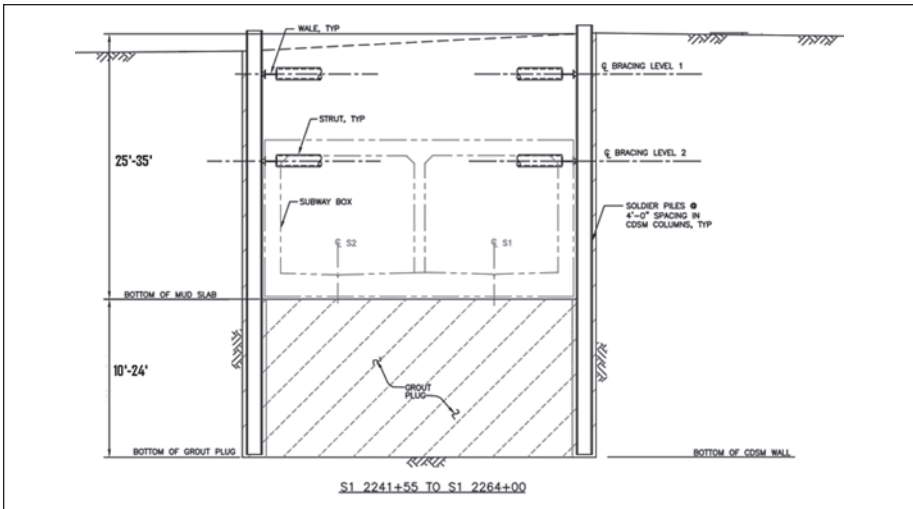 WALE, TYP
℄ BRACING LEVEL 1
STRUT, TYP
25'-35'
℄ BRACING LEVEL 2
SUBWAY BOX
SOLDIER PILES @
4'-0" SPACING IN
CDSM COLUMNS, TYP
℄ S2
℄ S1
BOTTOM OF MUD SLAB
10'-24'
GROUT
PLUG
BOTTOM OF GROUT PLUG
BOTTOM OF CDSM WALL
S1 2241+55 TO S1 2264+00